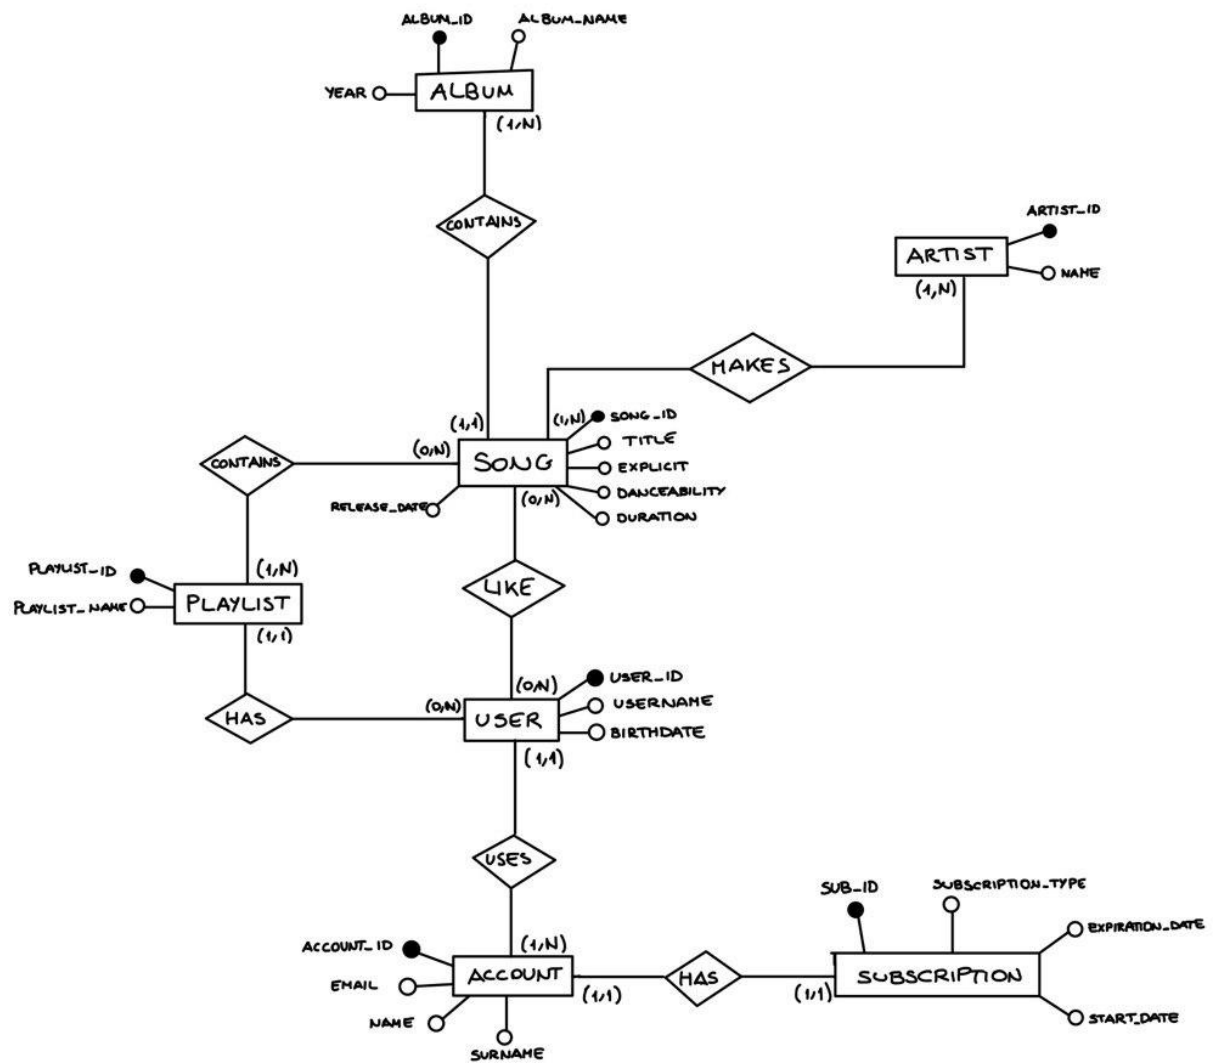 ALBUM_ID
ALBUM_NAME
YEAR
ALBUM
(1,N)
CONTAINS
ARTIST_ID
ARTIST
NAME
(1,N)
MAKES
(1,1)
(1,N)
SONG_ID
TITLE
(0,N)
CONTAINS
SONG
EXPLICIT
DANCEABILITY
RELEASE_DATE
(0,N)
DURATION
PLAYLIST_ID
(1,N)
LIKE
PLAYLIST_NAME
PLAYLIST
(1,1)
(0,N)
USER_ID
(0,N)
USERNAME
HAS
USER
BIRTHDATE
(1,1)
USES
SUB_ID
SUBSCRIPTION_TYPE
EXPIRATION_DATE
ACCOUNT_ID
(1,N)
ACCOUNT
HAS
SUBSCRIPTION
EMAIL
(1,1)
(1,1)
NAME
START_DATE
SURNAME